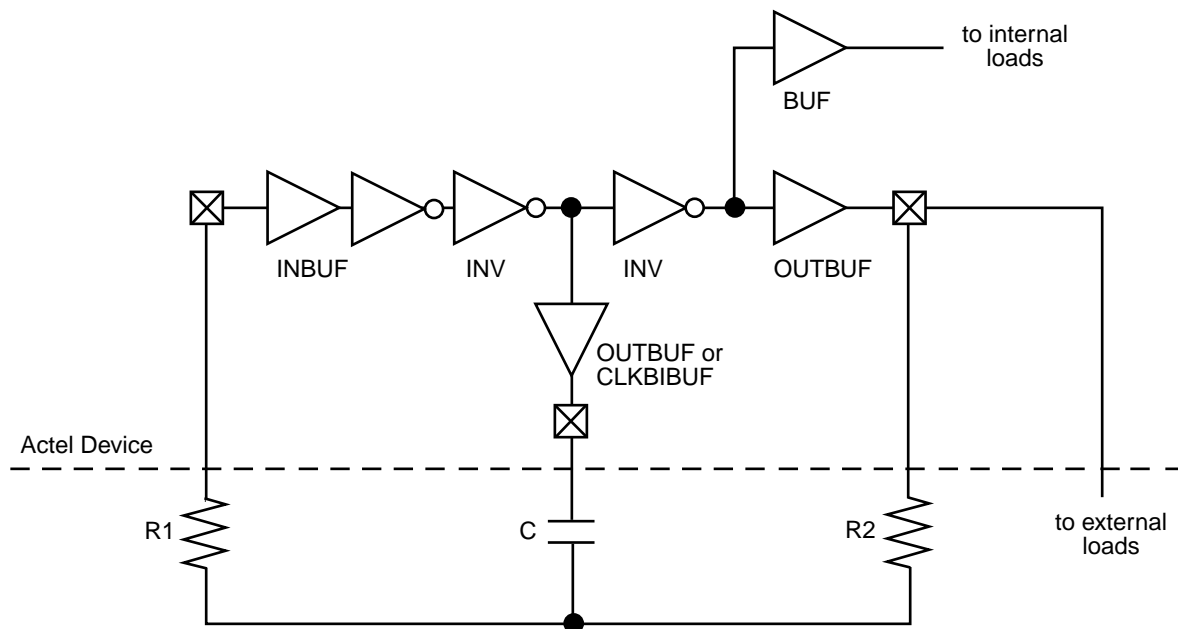 to internal
loads
BUF
INBUF
INV
INV
OUTBUF
OUTBUF or
CLKBIBUF
Actel Device
R1
C
R2
to external
loads